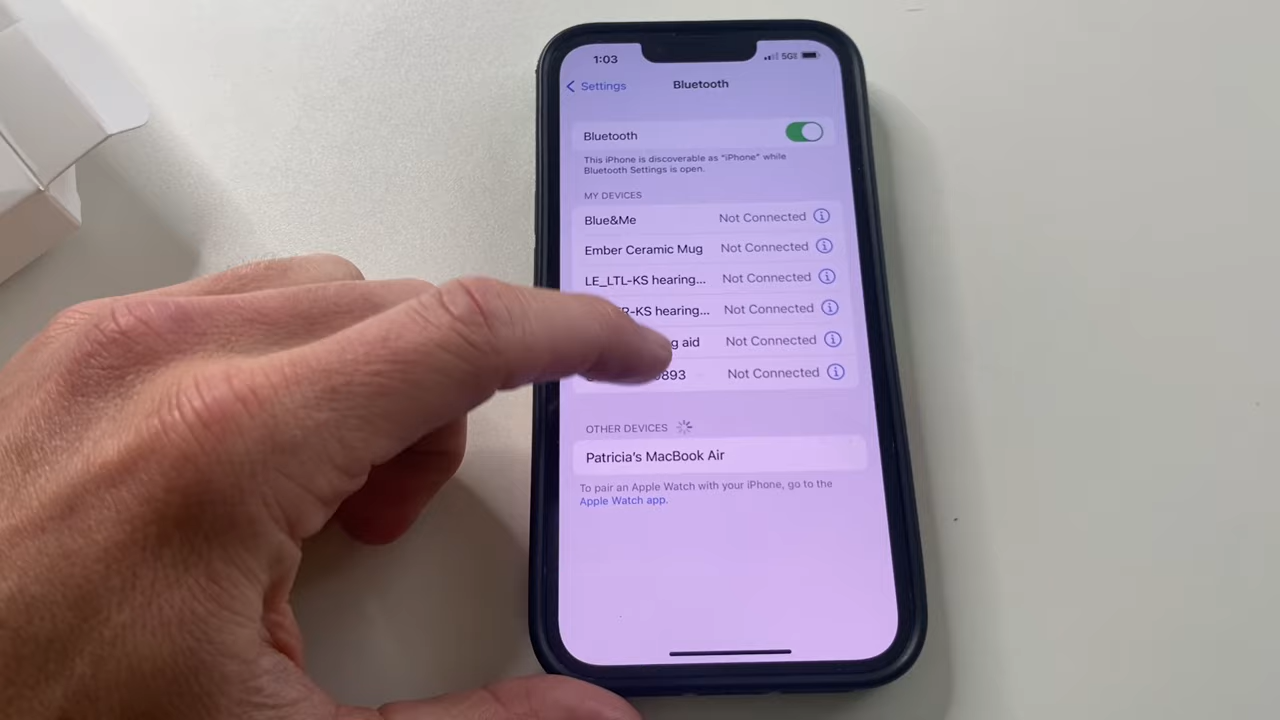 1:03
5G
Settings
Bluetooth
Bluetooth
This iPhone is discoverable as “iPhone” while
Bluetooth Settings is open.
MY DEVICES
Blue&Me Not Connected
Ember Ceramic Mug Not Connected
LE_LTL-KS hearing... Not Connected
R-KS hearing... Not Connected
g aid Not Connected
0893 Not Connected
OTHER DEVICES
Patricia's MacBook Air
To pair an Apple Watch with your iPhone, go to the
Apple Watch app.